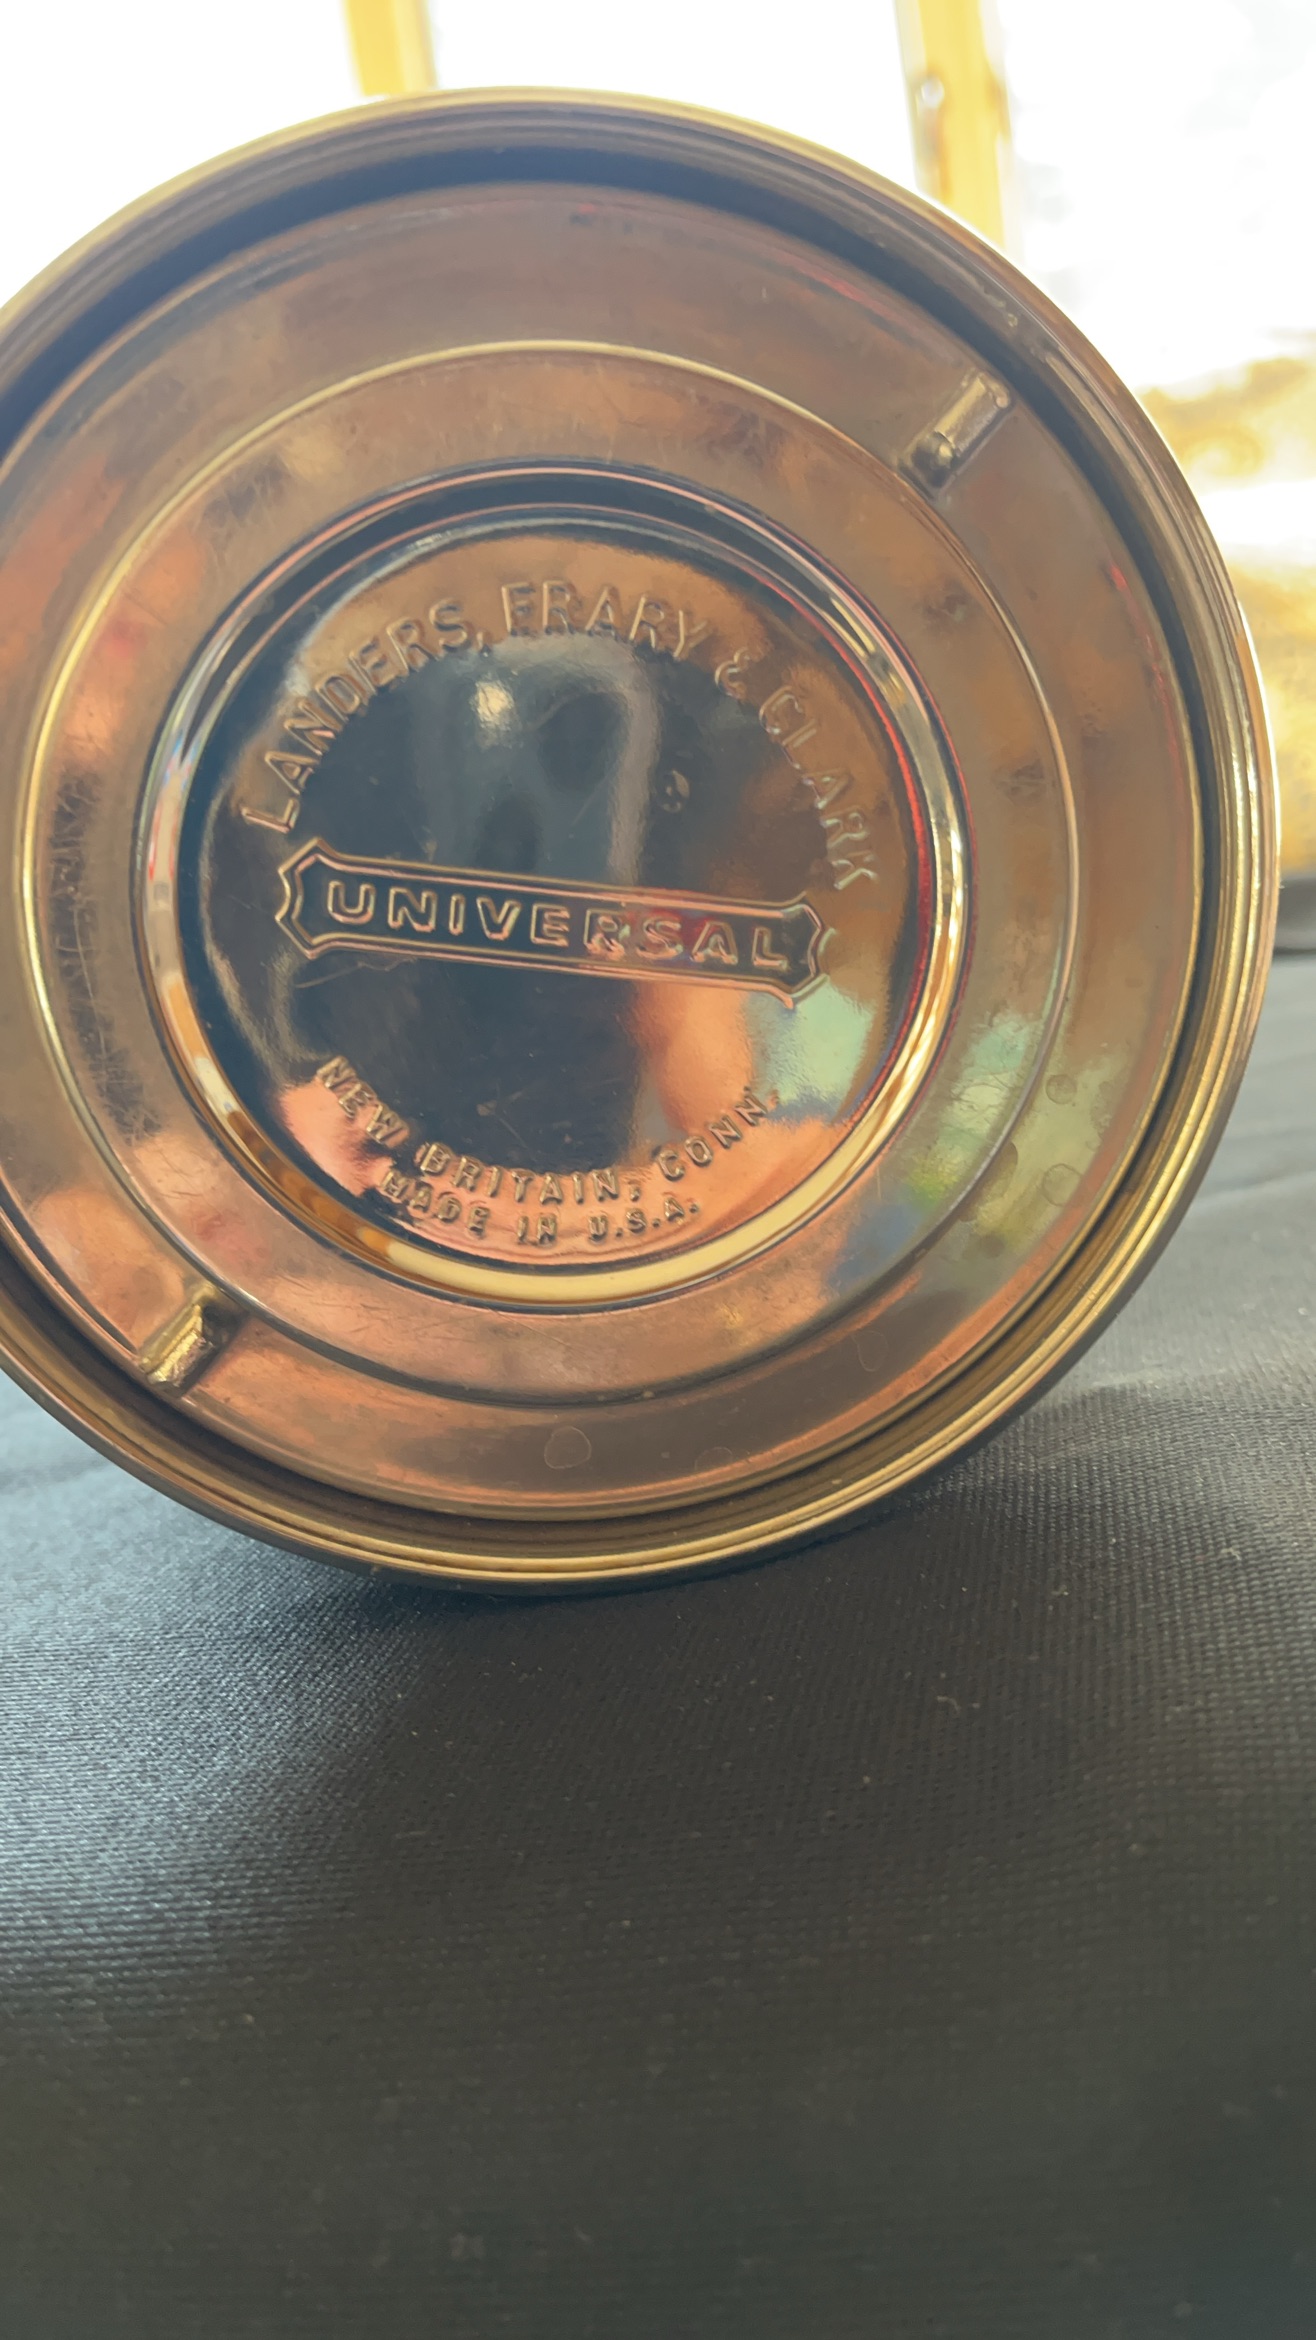 LANDERS, FRARY & CLARK
UNIVERSAL
NEW BRITAIN, CONN.
MADE IN U.S.A.